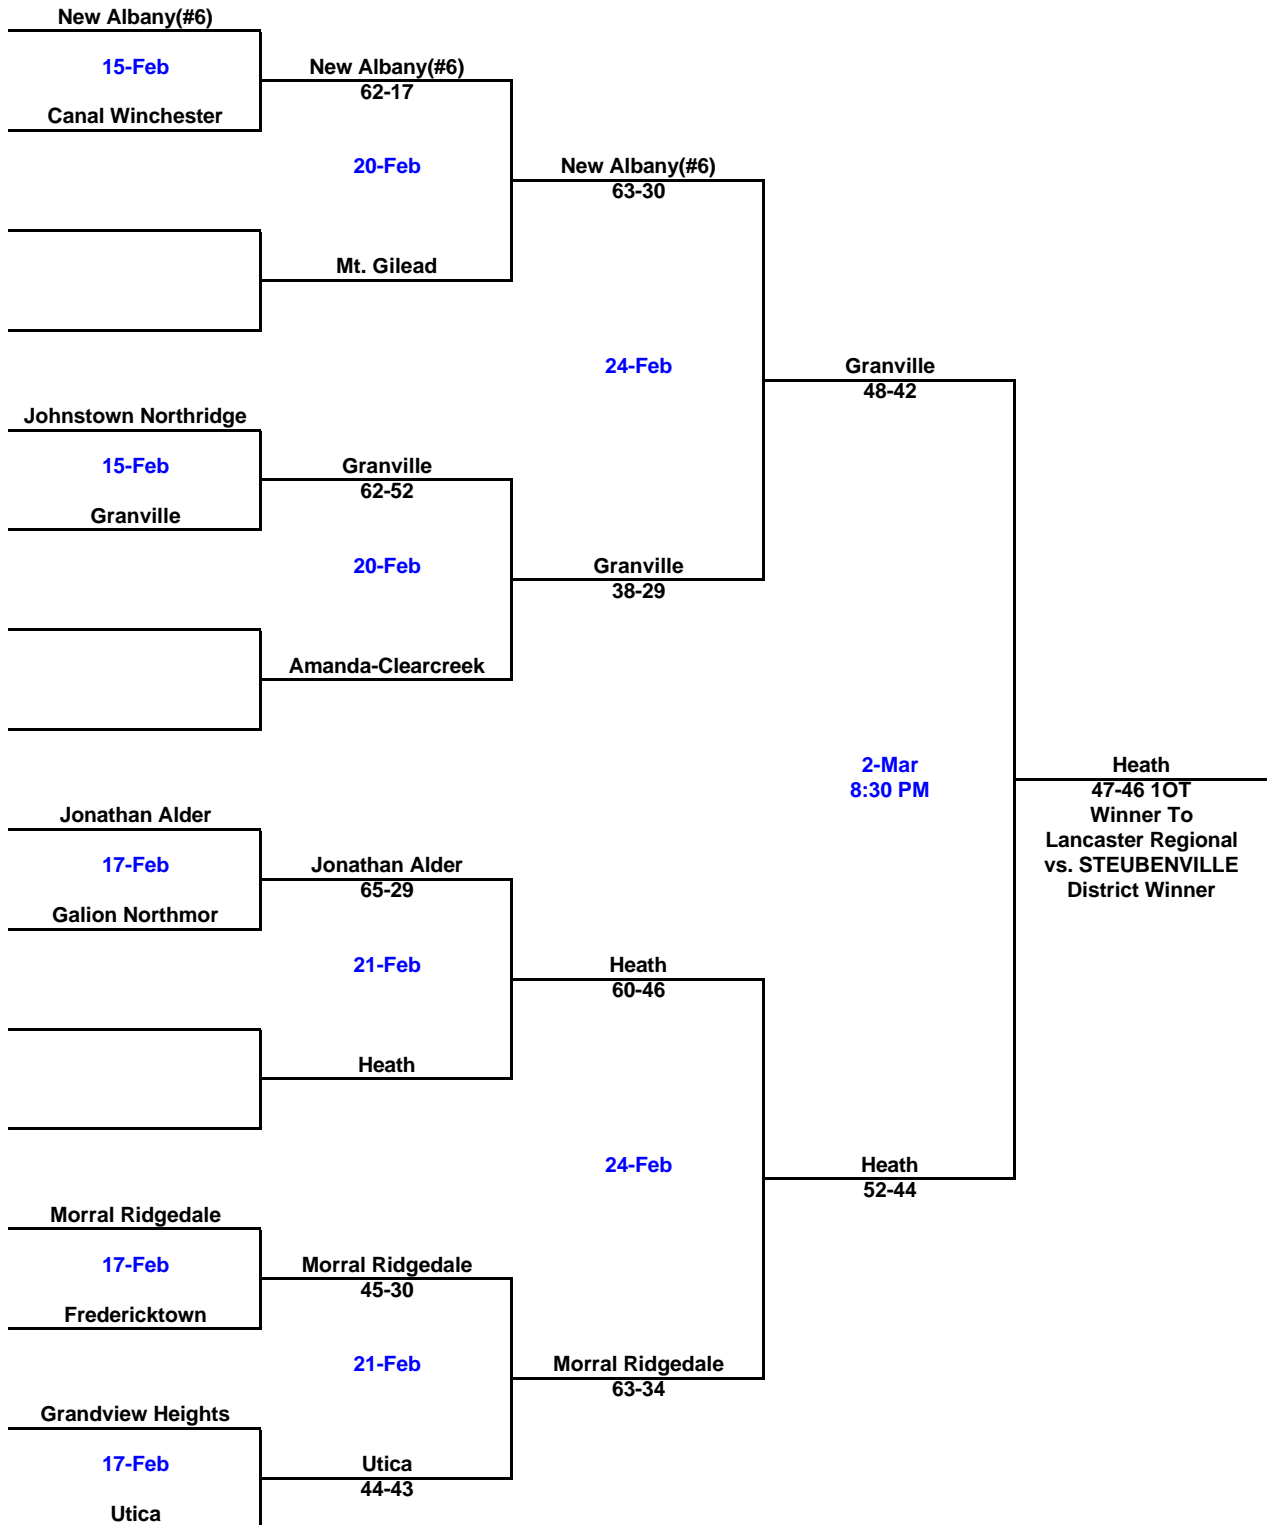 New Albany(#6)
15-Feb
Canal Winchester
New Albany(#6)
62-17
20-Feb
Mt. Gilead
New Albany(#6)
63-30
24-Feb
Granville
48-42
Johnstown Northridge
15-Feb
Granville
Granville
62-52
20-Feb
Amanda-Clearcreek
Granville
38-29
2-Mar
8:30 PM
Heath
47-46 1OT
Winner To
Lancaster Regional
vs. STEUBENVILLE
District Winner
Jonathan Alder
17-Feb
Galion Northmor
Jonathan Alder
65-29
21-Feb
Heath
Heath
60-46
24-Feb
Heath
52-44
Morral Ridgedale
17-Feb
Fredericktown
Morral Ridgedale
45-30
21-Feb
Morral Ridgedale
63-34
Grandview Heights
17-Feb
Utica
Utica
44-43